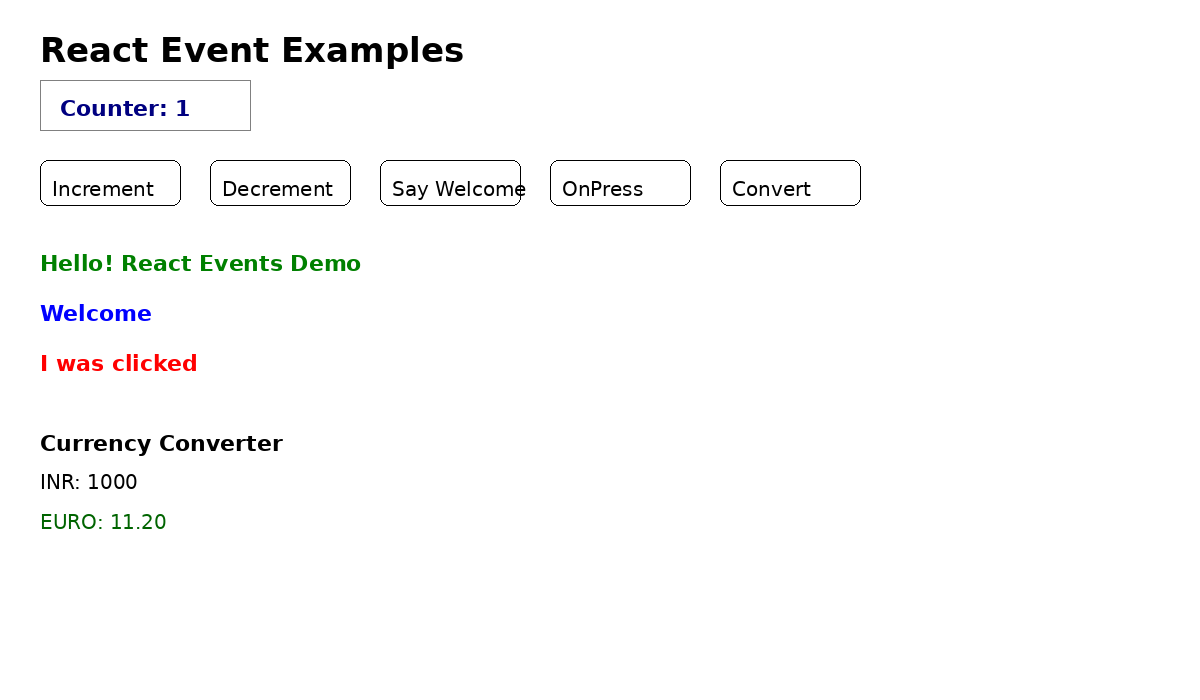 React Event Examples
Counter: 1
Increment Decrement Say Welcome OnPress Convert
Hello! React Events Demo
Welcome
I was clicked
Currency Converter
INR: 1000
EURO: 11.20